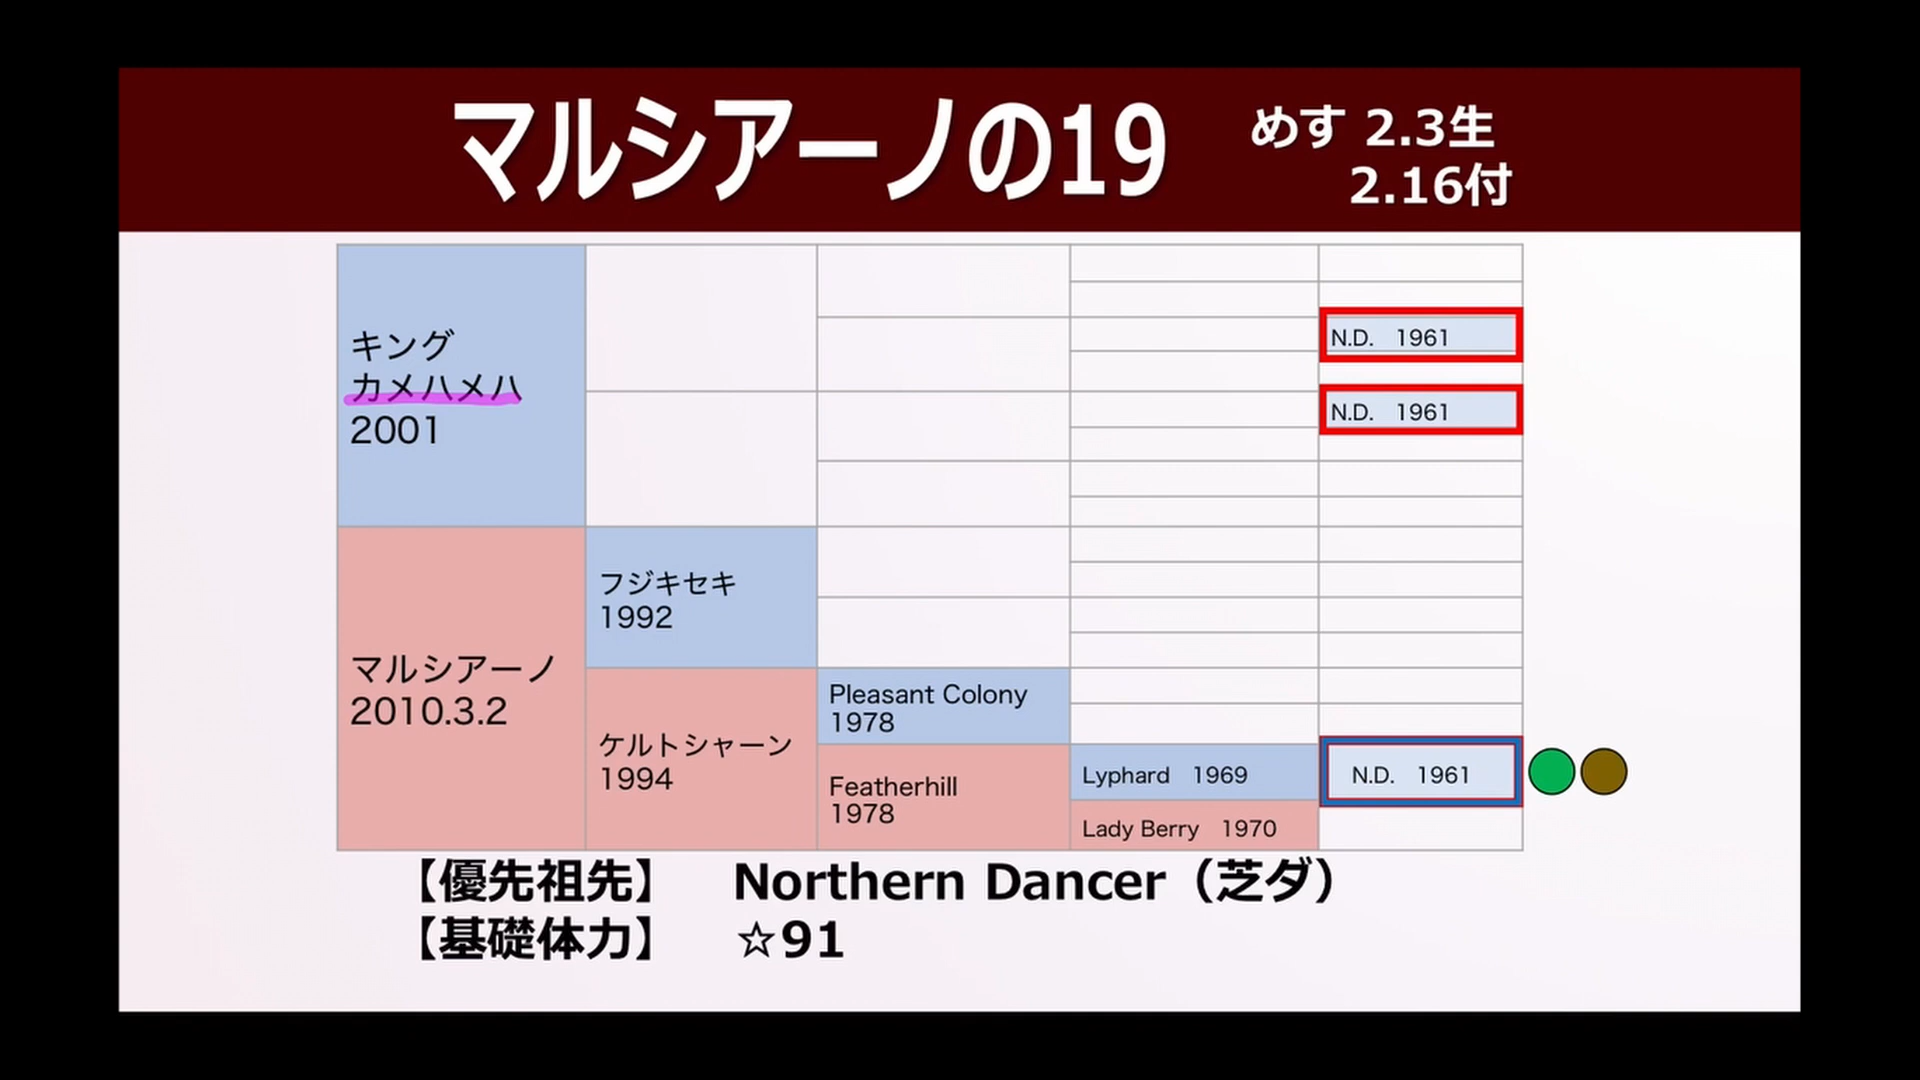 マルシアーノの19
めす 2.3生
2.16付
キング
カメハメハ
2001
N.D. 1961
N.D. 1961
マルシアーノ
2010.3.2
フジキセキ
1992
ケルトシャーン
1994
Pleasant Colony
1978
Featherhill
1978
Lyphard 1969
Lady Berry 1970
N.D. 1961
【優先祖先】 Northern Dancer（芝ダ）
【基礎体力】 ☆91